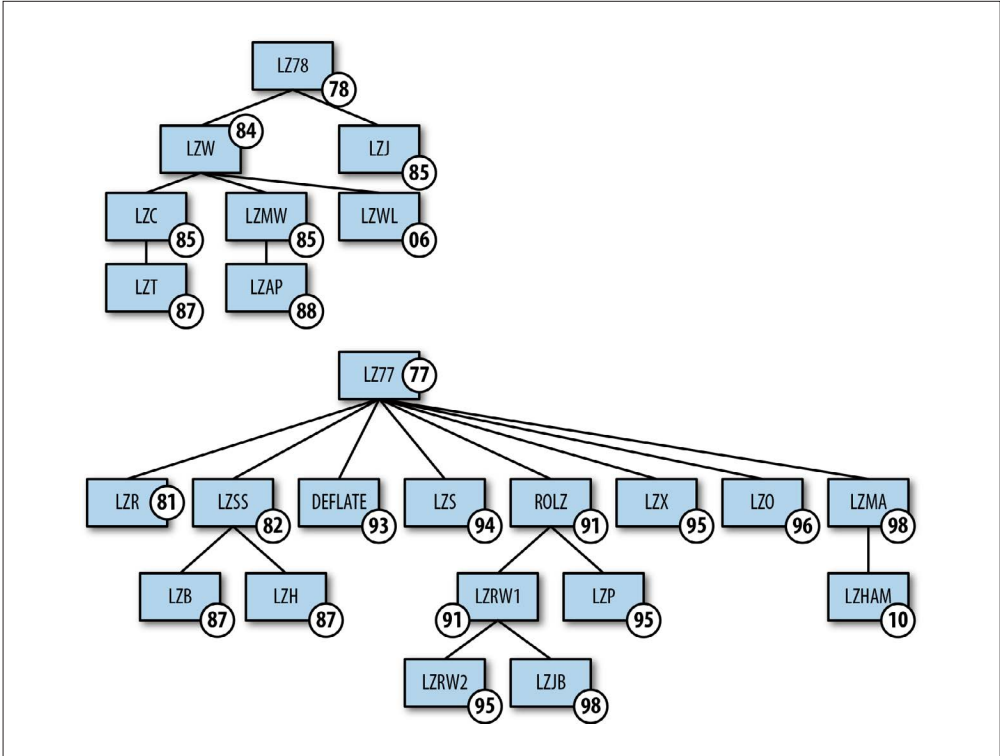 LZ78
78
LZW
84
LZJ
85
LZC
85
LZMW
85
LZWL
06
LZT
87
LZAP
88
LZ77
77
LZR
81
LZSS
82
DEFLATE
93
LZS
94
ROLZ
91
LZX
95
LZO
96
LZMA
98
LZB
87
LZH
87
LZRW1
91
LZP
95
LZHAM
10
LZRW2
95
LZJB
98